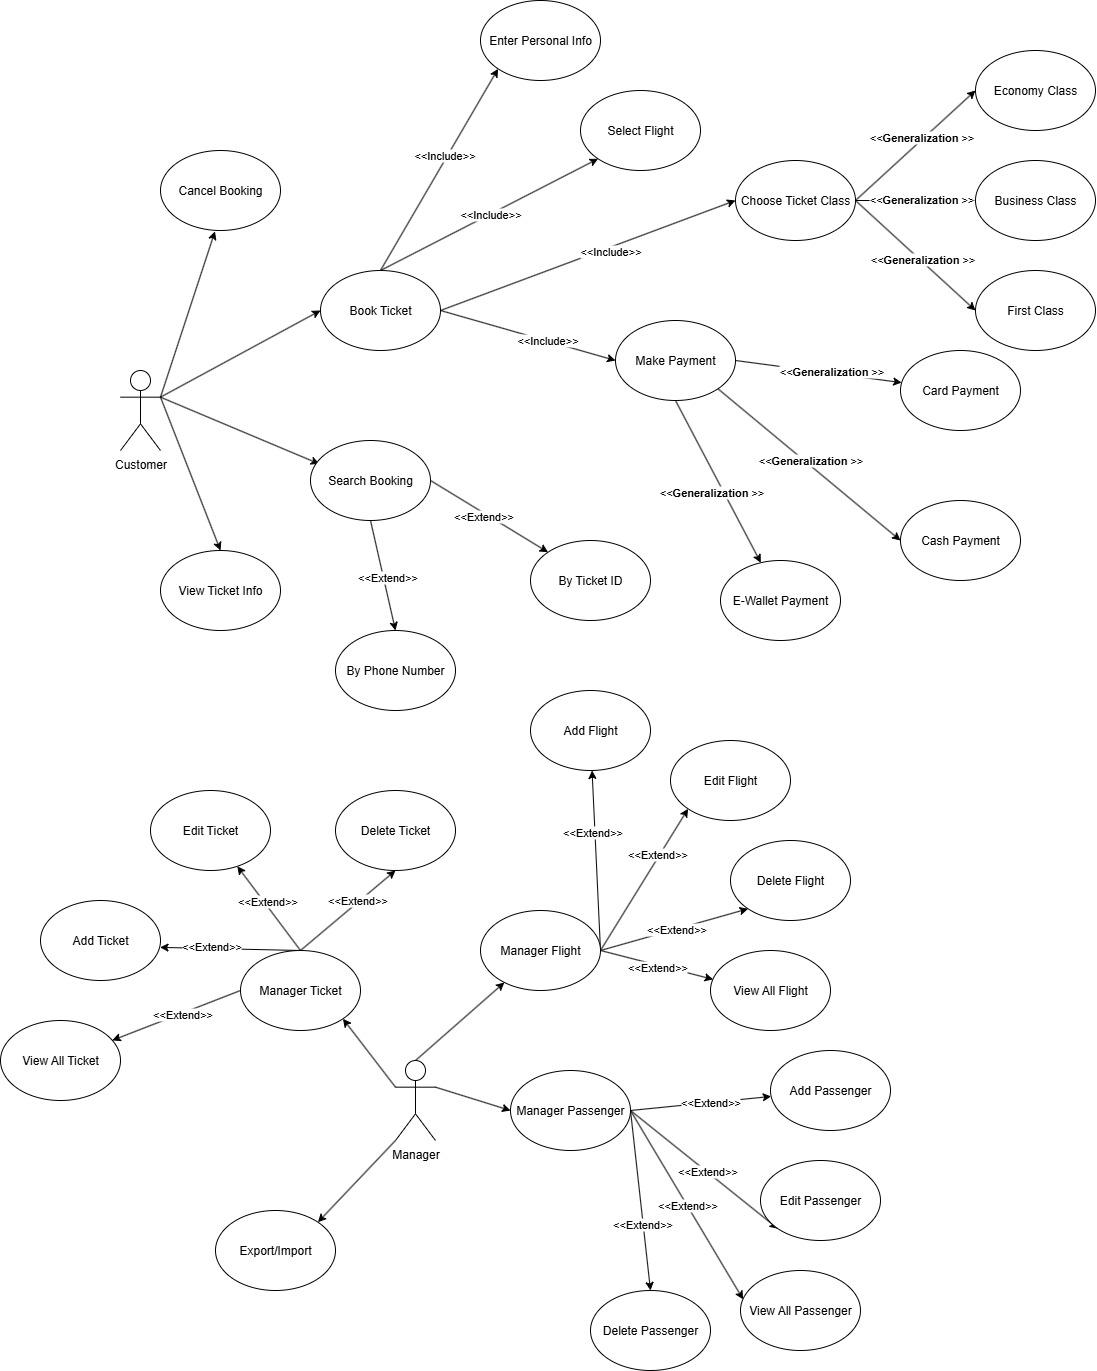 Enter Personal Info
Economy Class
Select Flight
<<Generalization >>
<<Include>>
Cancel Booking
Choose Ticket Class
<<Generalization >>
Business Class
<<Include>>
<<Include>>
<<Generalization >>
Book Ticket
First Class
<<Include>>
Make Payment
<<Generalization >>
Card Payment
Customer
<<Generalization >>
Search Booking
<<Generalization >>
<<Extend>>
Cash Payment
<<Extend>>
By Ticket ID
View Ticket Info
E-Wallet Payment
By Phone Number
Add Flight
Edit Flight
Edit Ticket
Delete Ticket
<<Extend>>
<<Extend>>
Delete Flight
<<Extend>>
<<Extend>>
<<Extend>>
Add Ticket
<<Extend>>
Manager Flight
<<Extend>>
Manager Ticket
View All Flight
<<Extend>>
View All Ticket
Add Passenger
<<Extend>>
Manager Passenger
Manager
<<Extend>>
Edit Passenger
<<Extend>>
<<Extend>>
Export/Import
View All Passenger
Delete Passenger